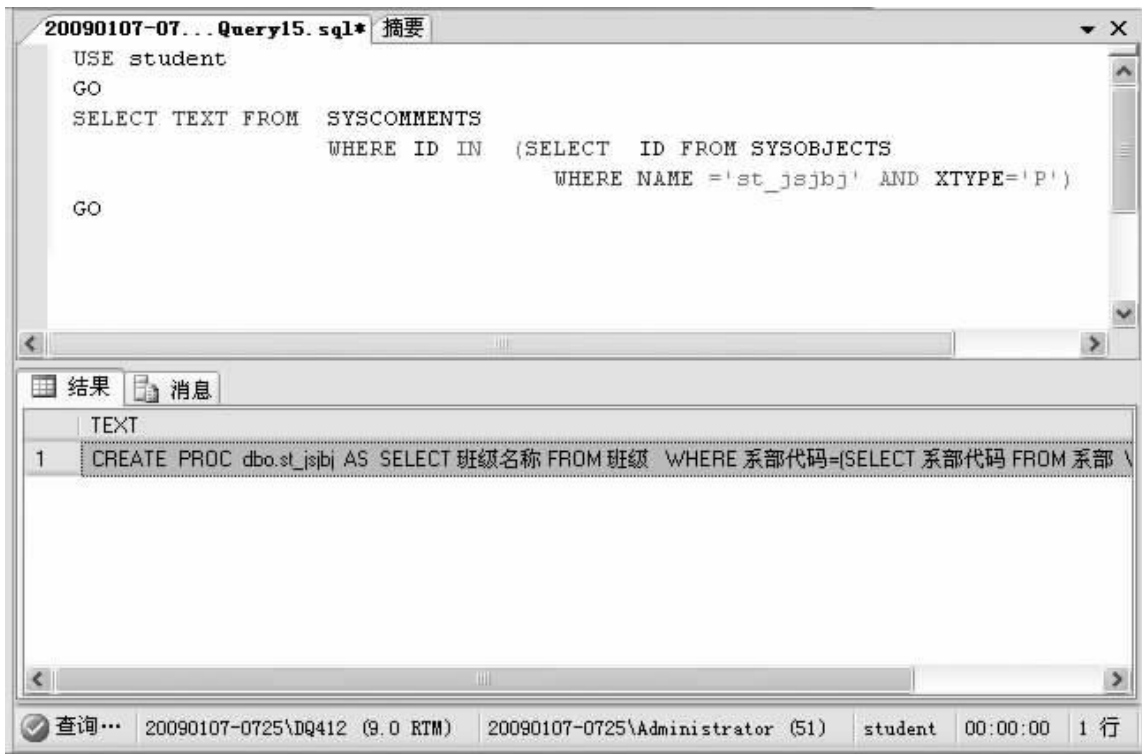 20090107-07...Query15.sql* 摘要
USE student
GO
SELECT TEXT FROM SYSCOMMENTS
WHERE ID IN (SELECT ID FROM SYSOBJECTS
WHERE NAME ='st_jsjbj' AND XTYPE='P')
GO
结果 消息
TEXT
1 CREATE PROC dbo.st_jsjbj AS SELECT 班级名称 FROM 班级 WHERE 系部代码=(SELECT 系部代码 FROM 系部
查询… 20090107-0725\DQ412 (9.0 RTM) 20090107-0725\Administrator (51) student 00:00:00 1 行